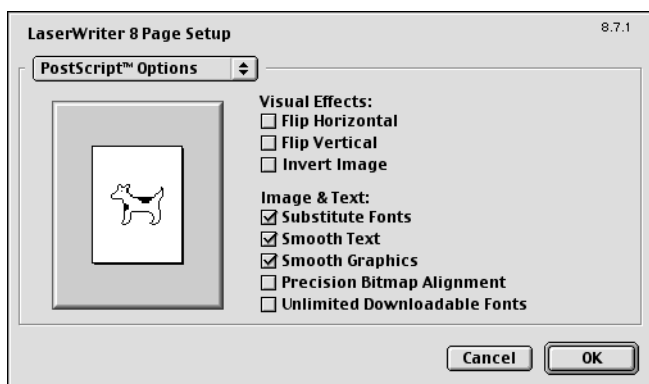 LaserWriter 8 Page Setup
8.7.1
PostScript™ Options
Visual Effects:
Flip Horizontal
Flip Vertical
Invert Image
Image & Text:
Substitute Fonts
Smooth Text
Smooth Graphics
Precision Bitmap Alignment
Unlimited Downloadable Fonts
Cancel
OK